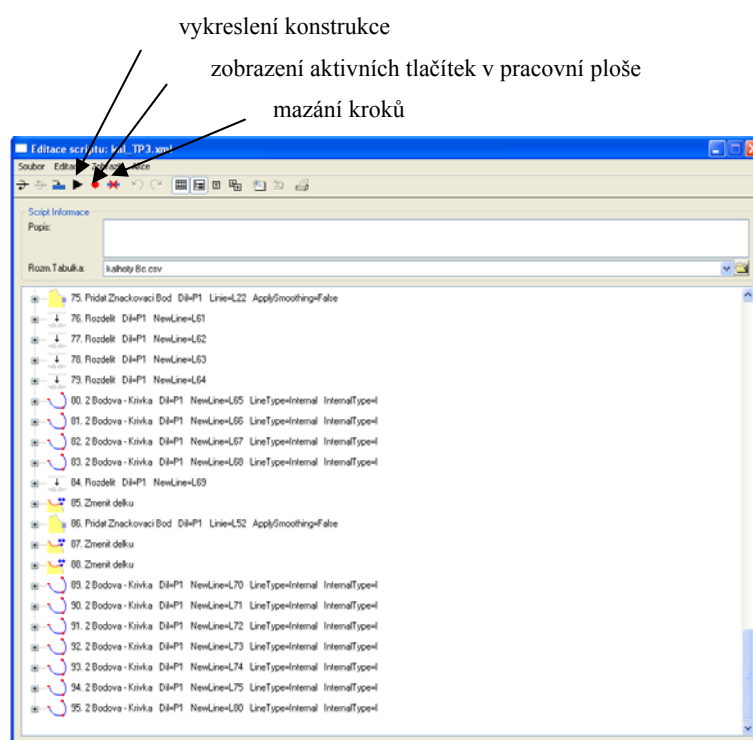 vykreslení konstrukce
zobrazení aktivních tlačítek v pracovní ploše
mazání kroků
Editace scriptu: kal_TP3.xml
Soubor Editace Zobrazit Akce
Script Informace
Popis:
Rozm.Tabulka: kalhoty Bc.csv
75. Pridat Znackovaci Bod Dil=P1 Linie=L22 ApplySmoothing=False
76. Rozdelit Dil=P1 NewLine=L61
77. Rozdelit Dil=P1 NewLine=L62
78. Rozdelit Dil=P1 NewLine=L63
79. Rozdelit Dil=P1 NewLine=L64
80. 2 Bodova - Krivka Dil=P1 NewLine=L65 LineType=Internal InternalType=I
81. 2 Bodova - Krivka Dil=P1 NewLine=L66 LineType=Internal InternalType=I
82. 2 Bodova - Krivka Dil=P1 NewLine=L67 LineType=Internal InternalType=I
83. 2 Bodova - Krivka Dil=P1 NewLine=L68 LineType=Internal InternalType=I
84. Rozdelit Dil=P1 NewLine=L69
85. Zmenit delku
86. Pridat Znackovaci Bod Dil=P1 Linie=L52 ApplySmoothing=False
87. Zmenit delku
88. Zmenit delku
89. 2 Bodova - Krivka Dil=P1 NewLine=L70 LineType=Internal InternalType=I
90. 2 Bodova - Krivka Dil=P1 NewLine=L71 LineType=Internal InternalType=I
91. 2 Bodova - Krivka Dil=P1 NewLine=L72 LineType=Internal InternalType=I
92. 2 Bodova - Krivka Dil=P1 NewLine=L73 LineType=Internal InternalType=I
93. 2 Bodova - Krivka Dil=P1 NewLine=L74 LineType=Internal InternalType=I
94. 2 Bodova - Krivka Dil=P1 NewLine=L75 LineType=Internal InternalType=I
95. 2 Bodova - Krivka Dil=P1 NewLine=L80 LineType=Internal InternalType=I